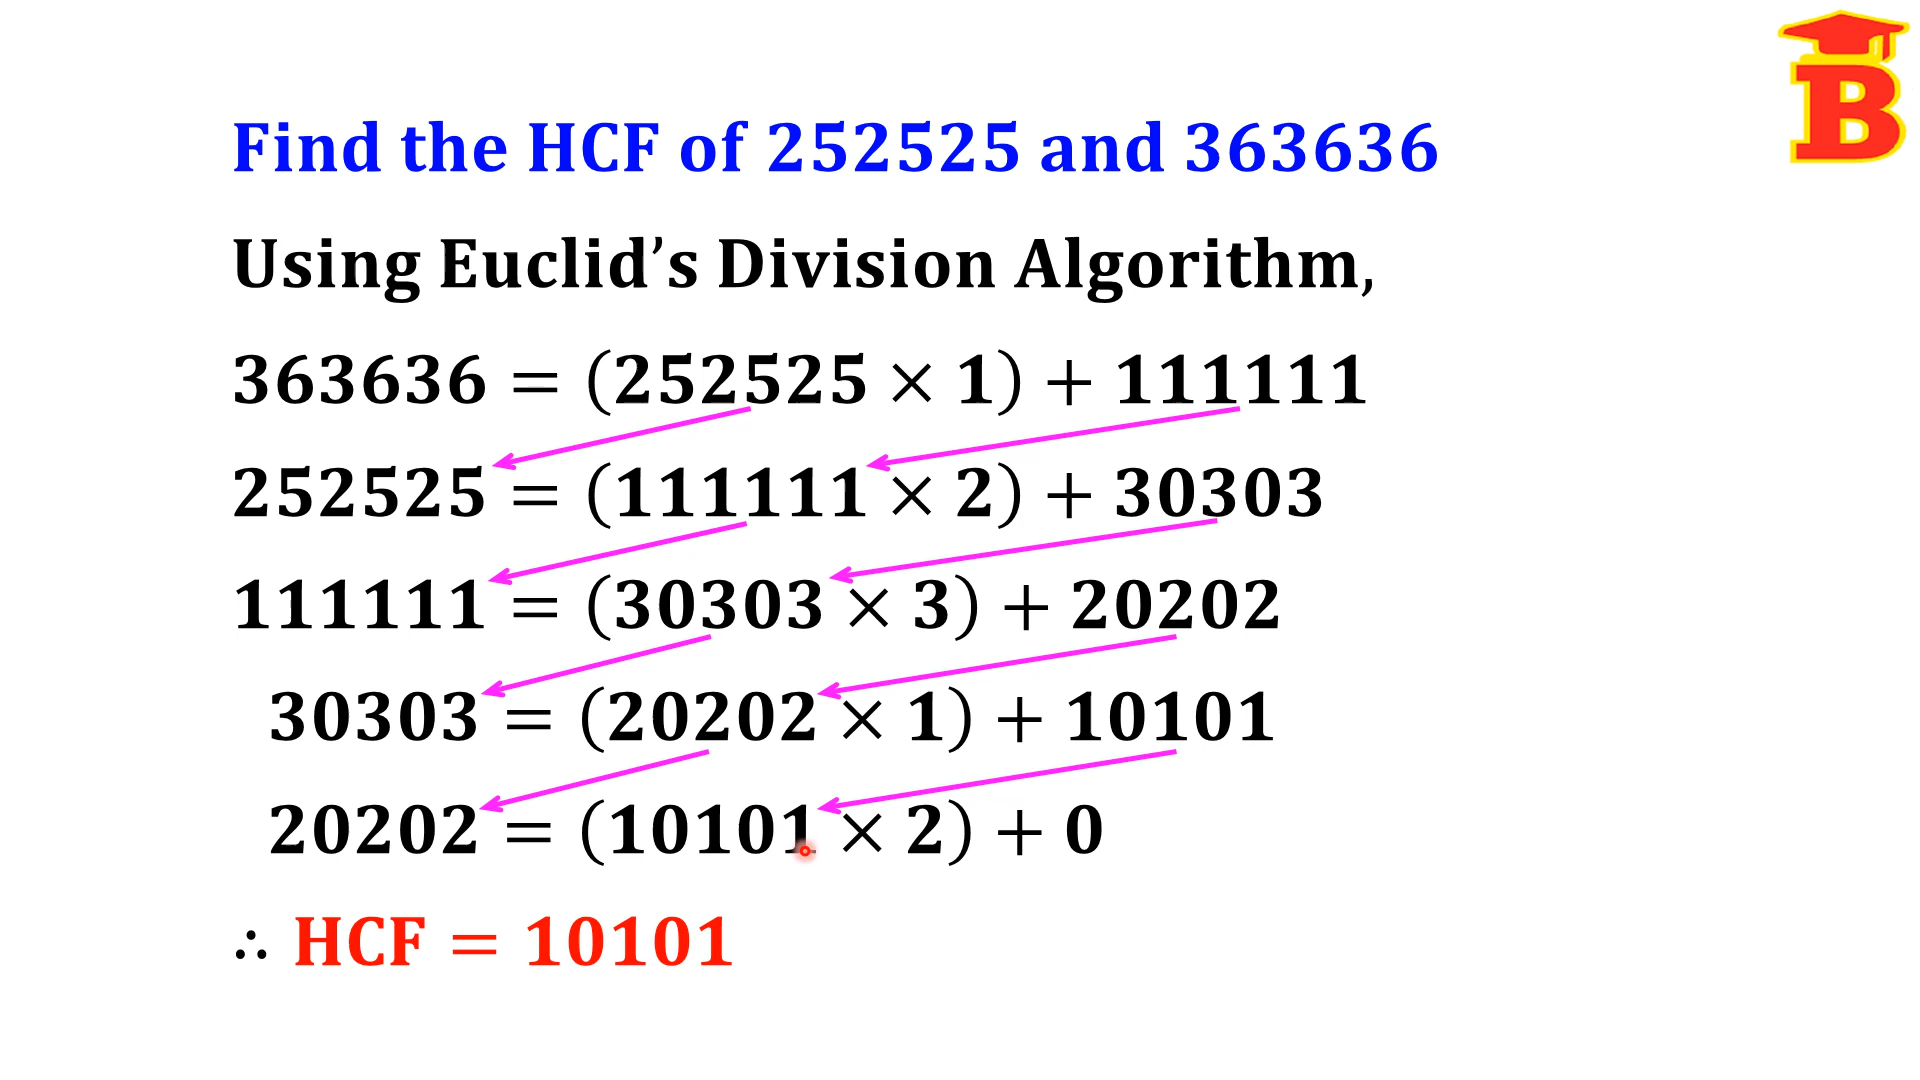 B
Find the HCF of 252525 and 363636
Using Euclid’s Division Algorithm,
363636 = (252525 × 1) + 111111
252525 = (111111 × 2) + 30303
111111 = (30303 × 3) + 20202
30303 = (20202 × 1) + 10101
20202 = (10101 × 2) + 0
∴ HCF = 10101